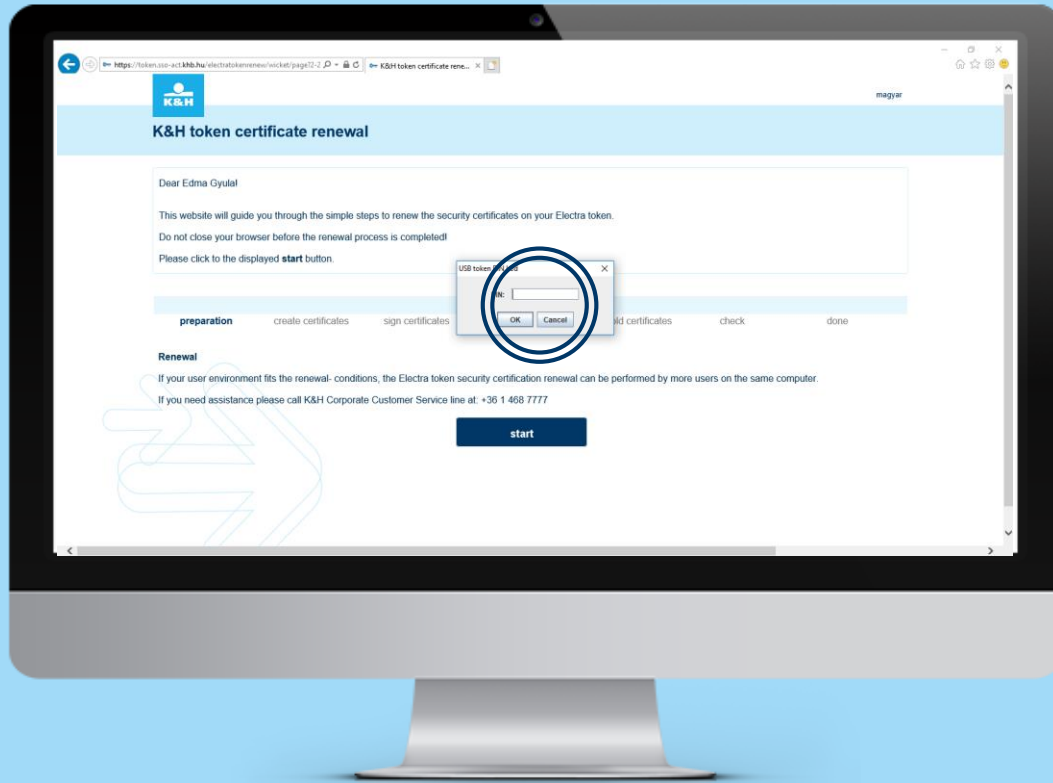 https://token.sso-act.khb.hu/electratokenrenew/wicket/page?2-2
K&H token certificate rene...
K&H
magyar
K&H token certificate renewal
Dear Edma Gyula!
This website will guide you through the simple steps to renew the security certificates on your Electra token.
Do not close your browser before the renewal process is completed!
Please click to the displayed start button.
USB token
IN:
OK Cancel
preparation create certificates sign certificates ld certificates check done
Renewal
If your user environment fits the renewal- conditions, the Electra token security certification renewal can be performed by more users on the same computer.
If you need assistance please call K&H Corporate Customer Service line at: +36 1 468 7777
start